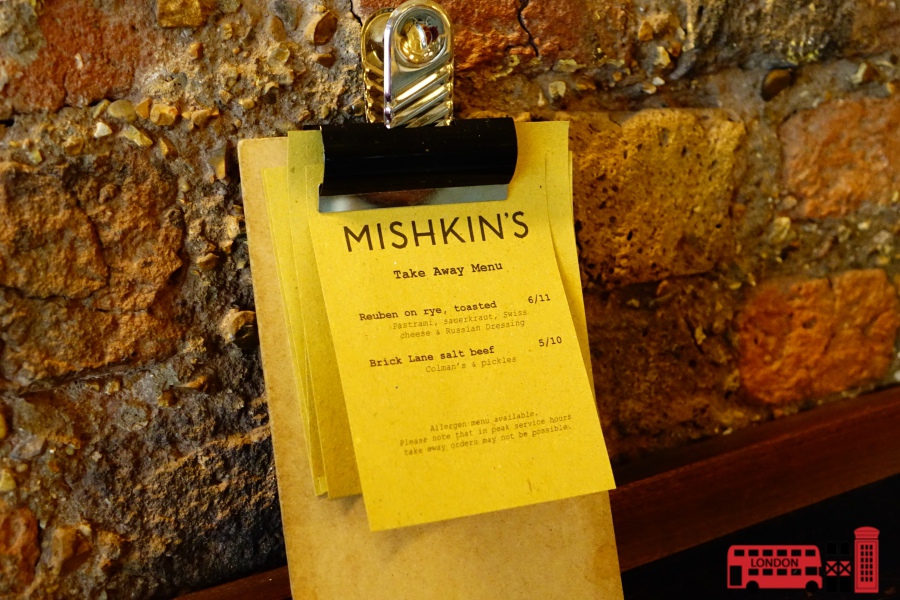 MISHKIN'S
Take Away Menu
Reuben on rye, toasted 6/11
Pastrami, sauerkraut, Swiss
cheese & Russian Dressing
Brick Lane salt beef 5/10
Colman's & pickles
Allergen menu available.
Please note that in peak service hours
take away orders may not be possible.
LONDON